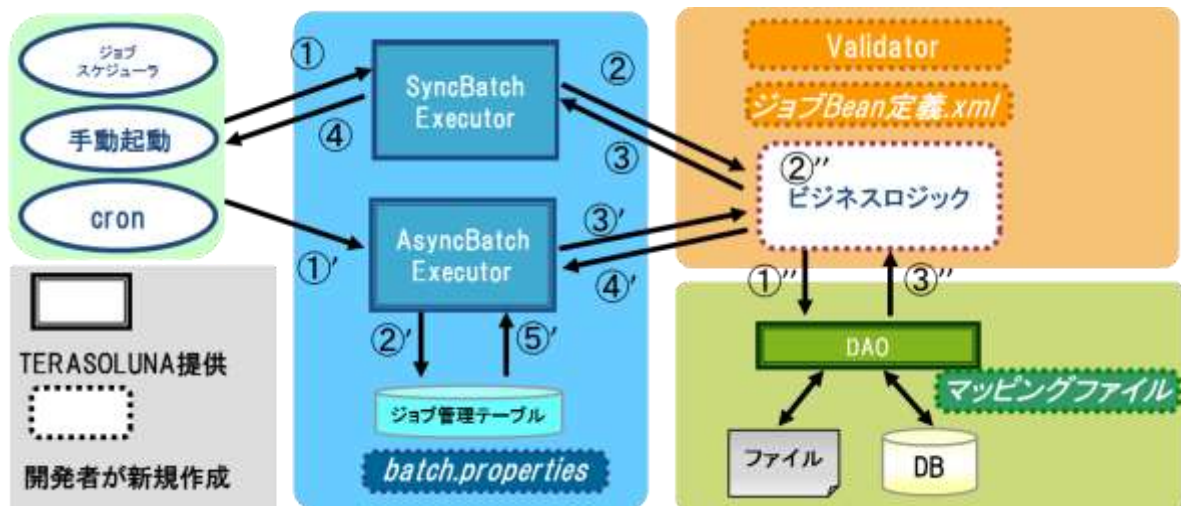 ジョブ
スケジューラ
手動起動
cron
①
④
①'
SyncBatch
Executor
AsyncBatch
Executor
②
③
③'
④'
②'
⑤'
ジョブ管理テーブル
batch.properties
Validator
ジョブBean定義.xml
②''
ビジネスロジック
①''
③''
DAO
マッピングファイル
ファイル
DB
TERASOLUNA提供
開発者が新規作成